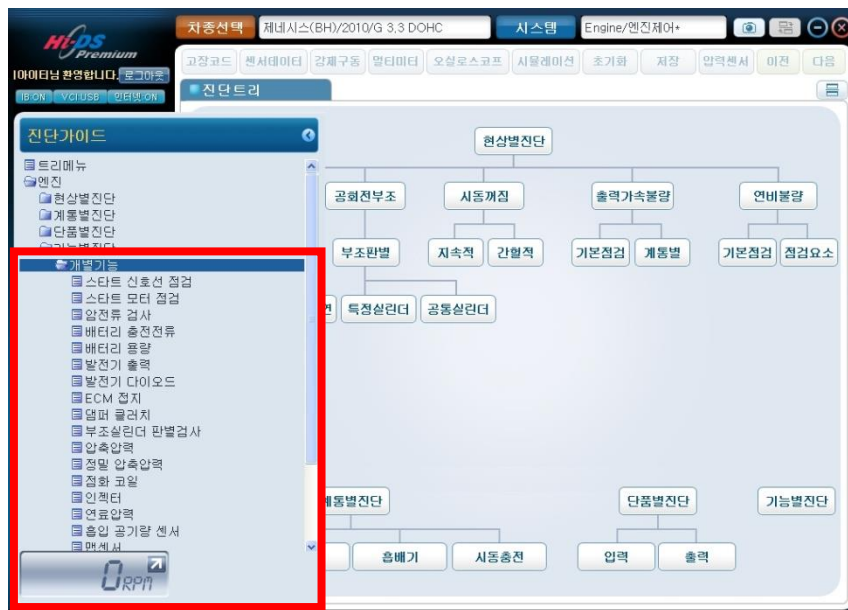 Hi-DS Premium
차종선택 제네시스(BH)/2010/G 3,3 DOHC 시스템 Engine/엔진제어+
10아이디님 환영합니다. 로그아웃
IB:ON VCI:USB 인터넷:ON
고장코드 센서데이터 강제구동 멀티미터 오실로스코프 시뮬레이션 초기화 저장 압력센서 이전 다음
진단트리
진단가이드
트리메뉴
엔진
현상별진단
계통별진단
단품별진단
기능별진단
개별기능
스타트 신호선 점검
스타트 모터 점검
암전류 검사
배터리 충전전류
배터리 용량
발전기 출력
발전기 다이오드
ECM 접지
댐퍼 클러치
부조실린더 판별검사
압축압력
정밀 압축압력
점화 코일
인젝터
연료압력
흡입 공기량 센서
맵센서
0 RPM
현상별진단
공회전부조 시동꺼짐 출력가속불량 연비불량
부조판별 지속적 간헐적 기본점검 계통별 기본점검 점검요소
특정실린더 공통실린더
계통별진단 단품별진단 기능별진단
흡배기 시동충전 입력 출력